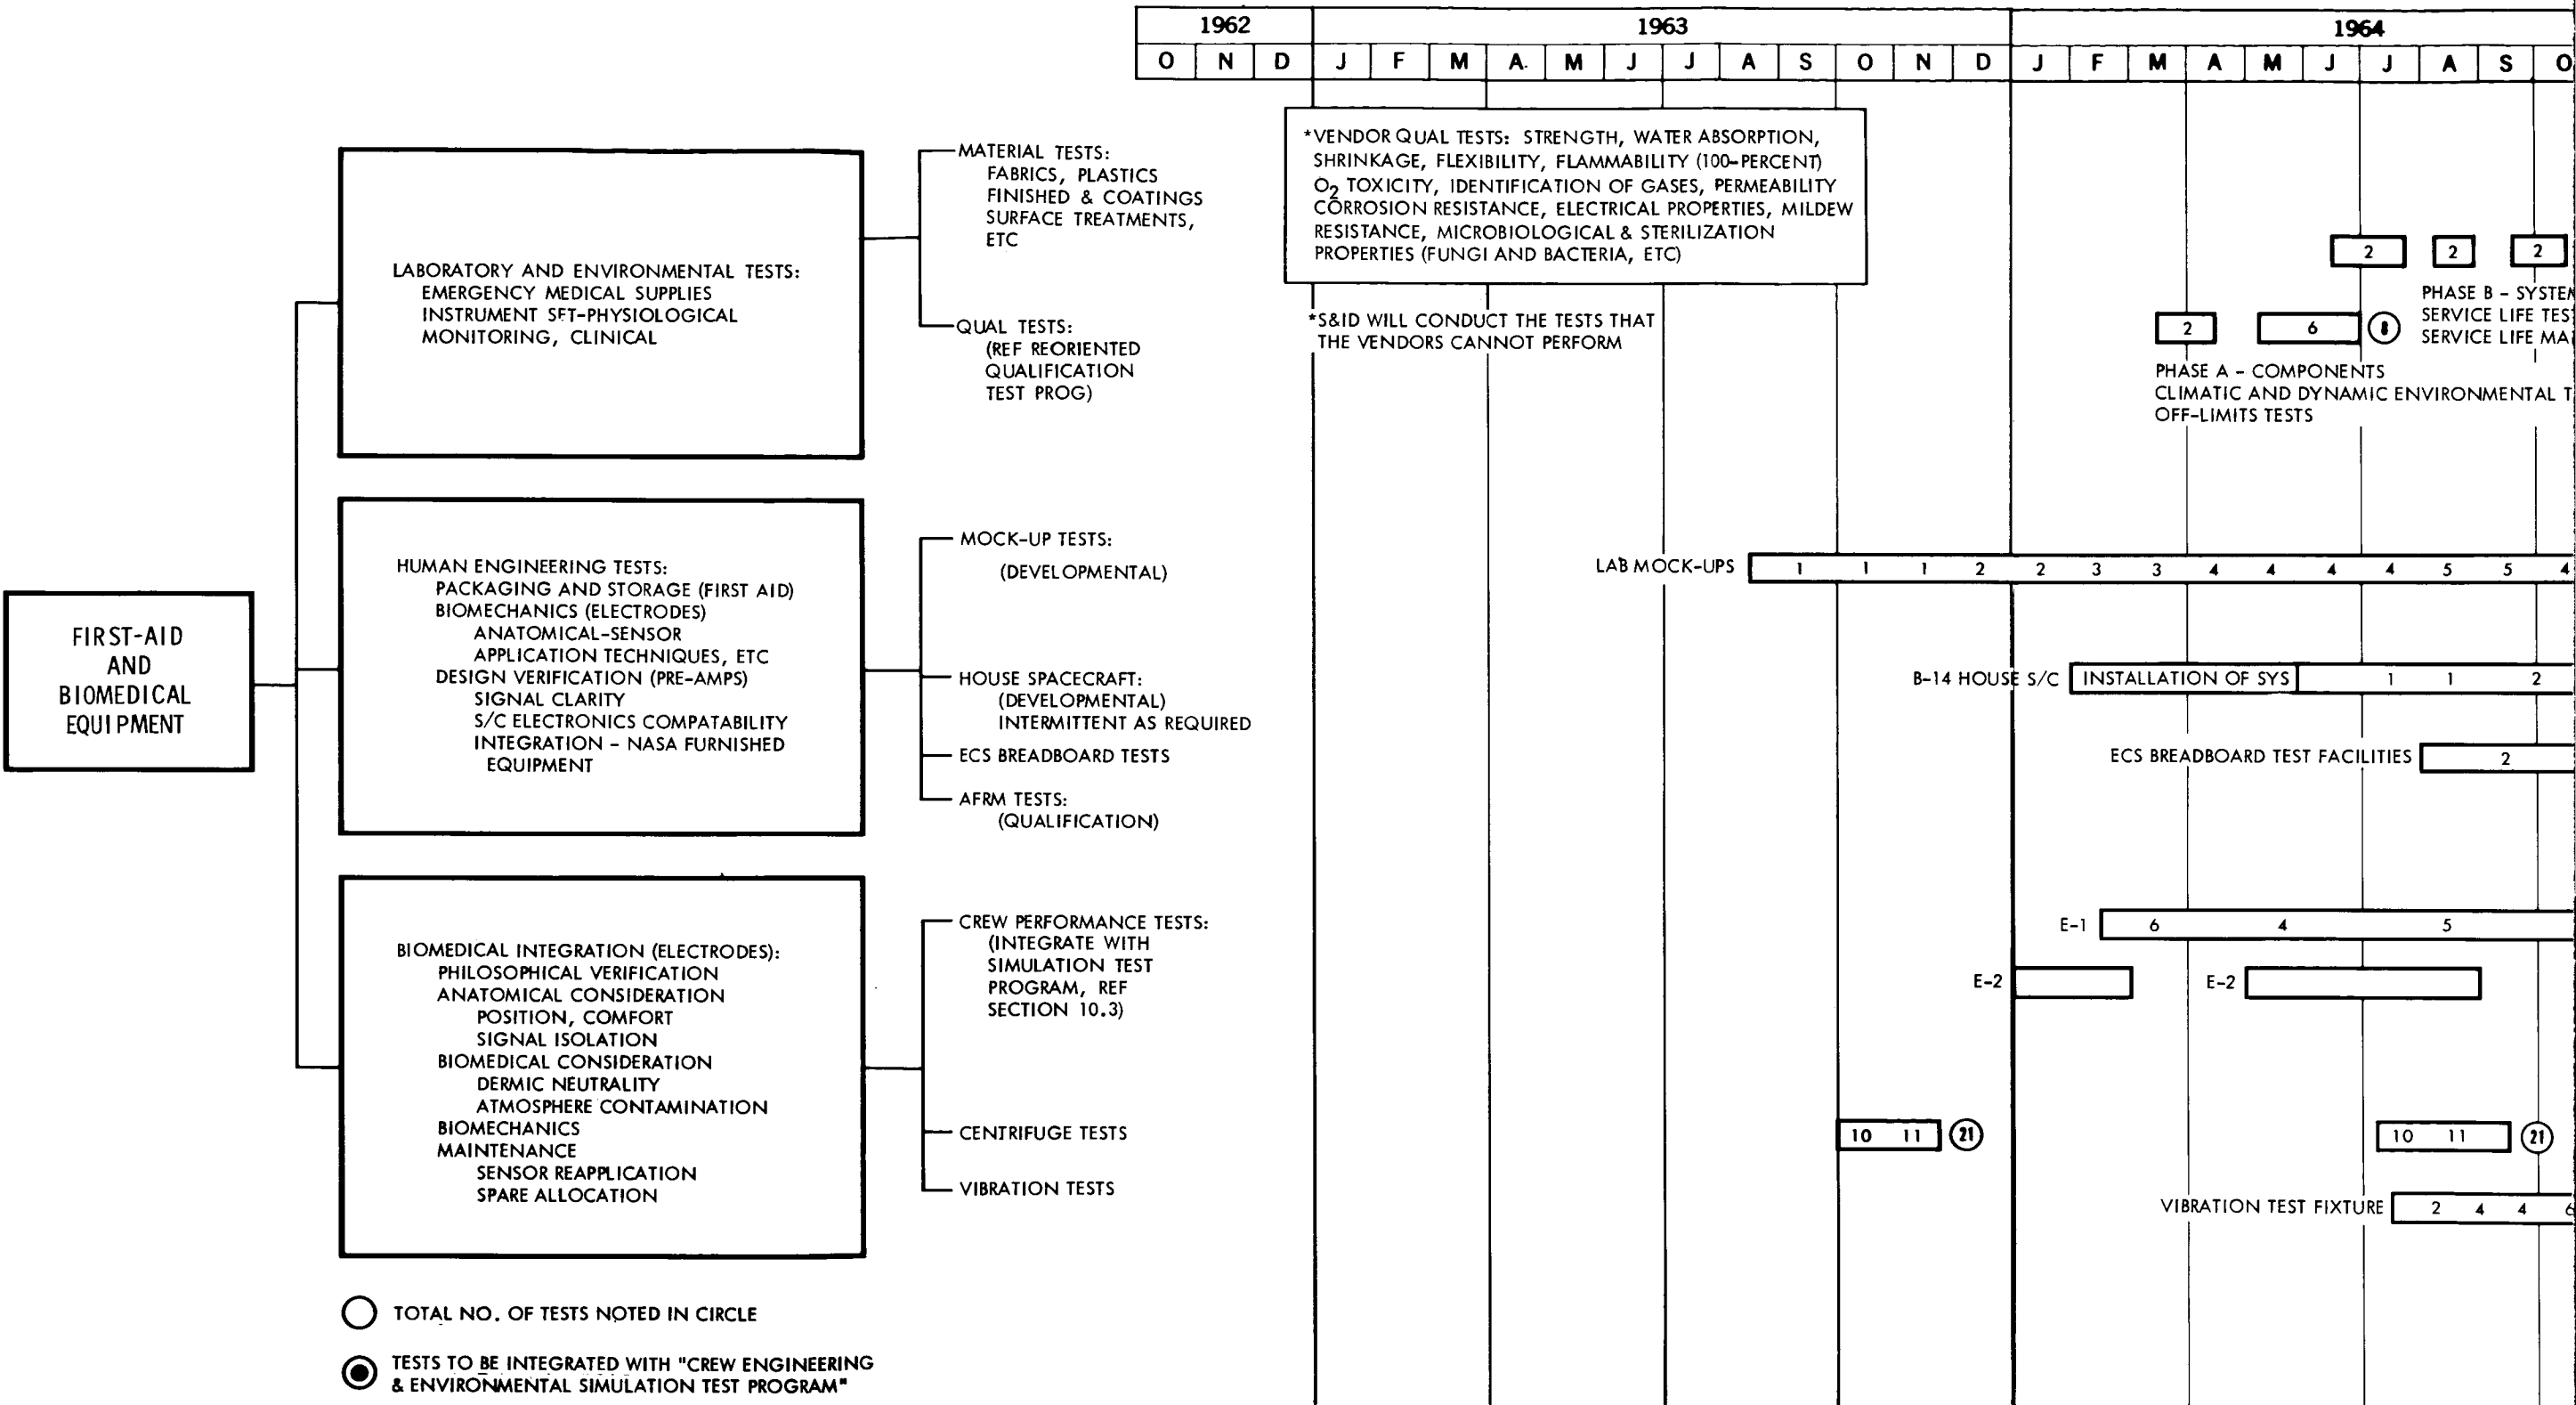 1962 1963 1964
O N D J F M A. M J J A S O N D J F M A M J J A S O
FIRST-AID
AND
BIOMEDICAL
EQUIPMENT
LABORATORY AND ENVIRONMENTAL TESTS:
EMERGENCY MEDICAL SUPPLIES
INSTRUMENT SET-PHYSIOLOGICAL
MONITORING, CLINICAL
MATERIAL TESTS:
FABRICS, PLASTICS
FINISHED & COATINGS
SURFACE TREATMENTS,
ETC
QUAL TESTS:
(REF REORIENTED
QUALIFICATION
TEST PROG)
*VENDOR QUAL TESTS: STRENGTH, WATER ABSORPTION,
SHRINKAGE, FLEXIBILITY, FLAMMABILITY (100-PERCENT)
O2 TOXICITY, IDENTIFICATION OF GASES, PERMEABILITY
CORROSION RESISTANCE, ELECTRICAL PROPERTIES, MILDEW
RESISTANCE, MICROBIOLOGICAL & STERILIZATION
PROPERTIES (FUNGI AND BACTERIA, ETC)
*S&ID WILL CONDUCT THE TESTS THAT
THE VENDORS CANNOT PERFORM
2 2 2
PHASE B - SYSTEM
SERVICE LIFE TES
SERVICE LIFE MA
2 6 8
PHASE A - COMPONENTS
CLIMATIC AND DYNAMIC ENVIRONMENTAL T
OFF-LIMITS TESTS
HUMAN ENGINEERING TESTS:
PACKAGING AND STORAGE (FIRST AID)
BIOMECHANICS (ELECTRODES)
ANATOMICAL-SENSOR
APPLICATION TECHNIQUES, ETC
DESIGN VERIFICATION (PRE-AMPS)
SIGNAL CLARITY
S/C ELECTRONICS COMPATABILITY
INTEGRATION - NASA FURNISHED
EQUIPMENT
MOCK-UP TESTS:
(DEVELOPMENTAL)
HOUSE SPACECRAFT:
(DEVELOPMENTAL)
INTERMITTENT AS REQUIRED
ECS BREADBOARD TESTS
AFRM TESTS:
(QUALIFICATION)
LAB MOCK-UPS 1 1 1 2 2 3 3 4 4 4 4 5 5 4
B-14 HOUSE S/C INSTALLATION OF SYS 1 1 2
ECS BREADBOARD TEST FACILITIES 2
BIOMEDICAL INTEGRATION (ELECTRODES):
PHILOSOPHICAL VERIFICATION
ANATOMICAL CONSIDERATION
POSITION, COMFORT
SIGNAL ISOLATION
BIOMEDICAL CONSIDERATION
DERMIC NEUTRALITY
ATMOSPHERE CONTAMINATION
BIOMECHANICS
MAINTENANCE
SENSOR REAPPLICATION
SPARE ALLOCATION
CREW PERFORMANCE TESTS:
(INTEGRATE WITH
SIMULATION TEST
PROGRAM, REF
SECTION 10.3)
CENTRIFUGE TESTS
VIBRATION TESTS
E-1 6 4 5
E-2 E-2
10 11 21 10 11 21
VIBRATION TEST FIXTURE 2 4 4 6
TOTAL NO. OF TESTS NOTED IN CIRCLE
TESTS TO BE INTEGRATED WITH "CREW ENGINEERING
& ENVIRONMENTAL SIMULATION TEST PROGRAM"